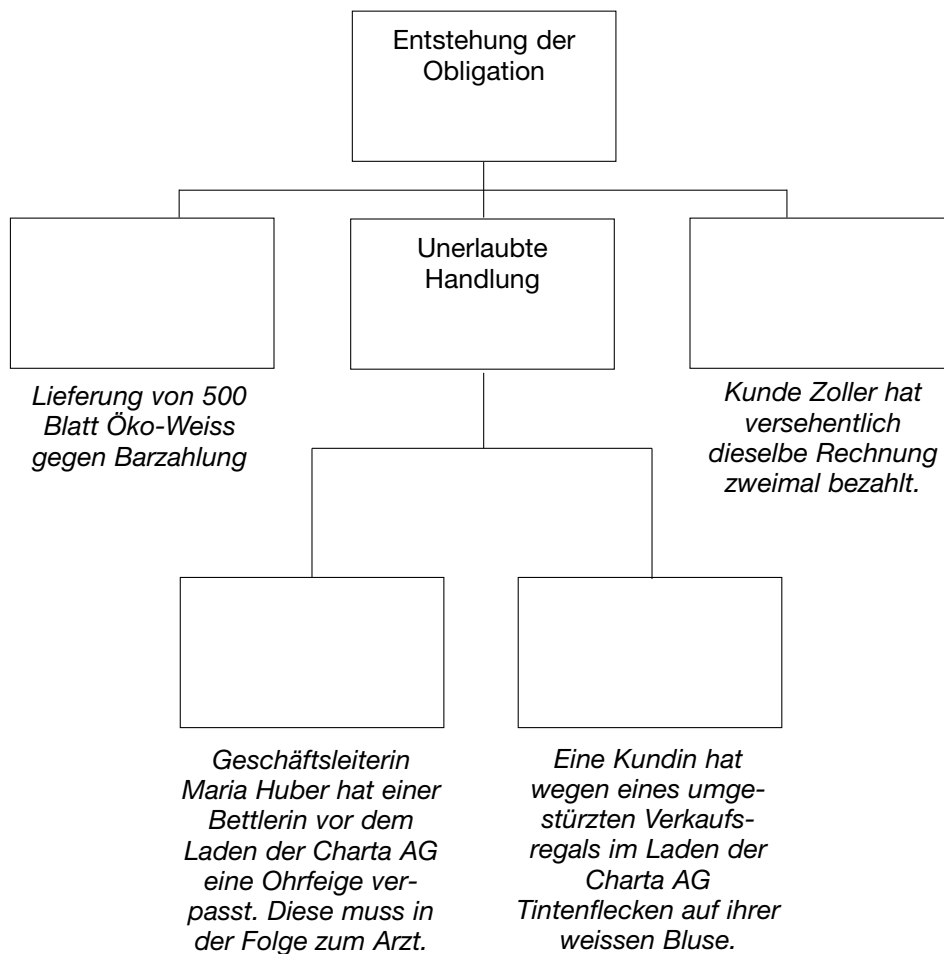 Entstehung der
Obligation
Unerlaubte
Handlung
Lieferung von 500
Blatt Öko-Weiss
gegen Barzahlung
Kunde Zoller hat
versehentlich
dieselbe Rechnung
zweimal bezahlt.
Geschäftsleiterin
Maria Huber hat einer
Bettlerin vor dem
Laden der Charta AG
eine Ohrfeige ver-
passt. Diese muss in
der Folge zum Arzt.
Eine Kundin hat
wegen eines umge-
stürzten Verkaufs-
regals im Laden der
Charta AG
Tintenflecken auf ihrer
weissen Bluse.